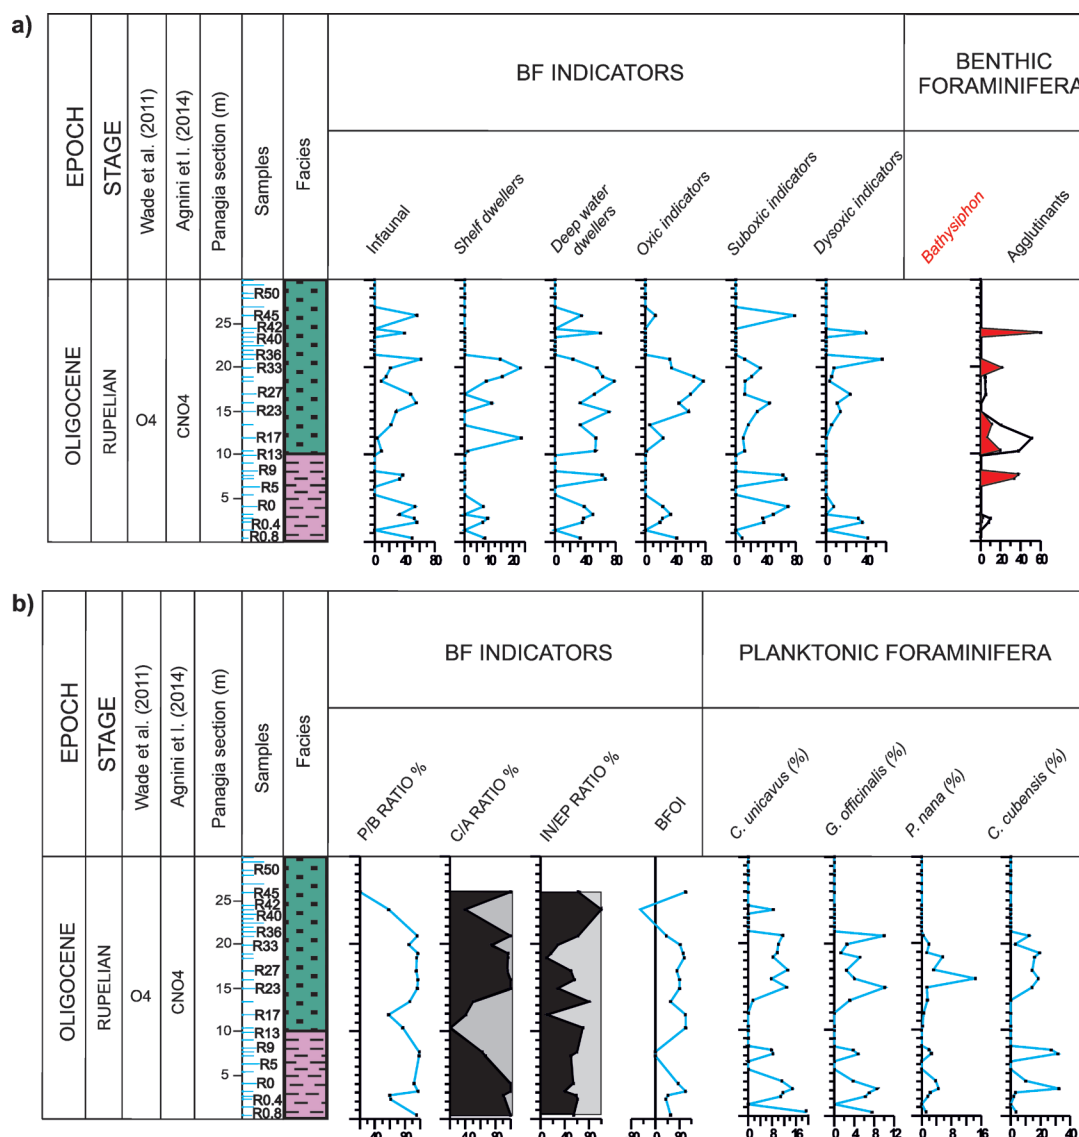 a)
EPOCH
STAGE
Wade et al. (2011)
Agnini et l. (2014)
Panagia section (m)
Samples
Facies
BF INDICATORS
BENTHIC
FORAMINIFERA
Infaunal
Shelf dwellers
Deep water
dwellers
Oxic indicators
Suboxic indicators
Dysoxic indicators
Bathysiphon
Agglutinants
OLIGOCENE
RUPELIAN
O4
CNO4
25
20
15
10
5
R50
R45
R42
R40
R36
R33
R27
R23
R17
R13
R9
R5
R0
R0.4
R0.8
0 40 80
0 10 20
0 40 80
0 40 80
0 40 80
0 20 40
0 20 40 60
b)
EPOCH
STAGE
Wade et al. (2011)
Agnini et l. (2014)
Panagia section (m)
Samples
Facies
BF INDICATORS
PLANKTONIC FORAMINIFERA
P/B RATIO %
C/A RATIO %
IN/EP RATIO %
BFOI
C. unicavus (%)
G. officinalis (%)
P. nana (%)
C. cubensis (%)
OLIGOCENE
RUPELIAN
O4
CNO4
25
20
15
10
5
R50
R45
R42
R40
R36
R33
R27
R23
R17
R13
R9
R5
R0
R0.4
R0.8
0 8 16
0 4 8 12
0 8 16
0 20 40